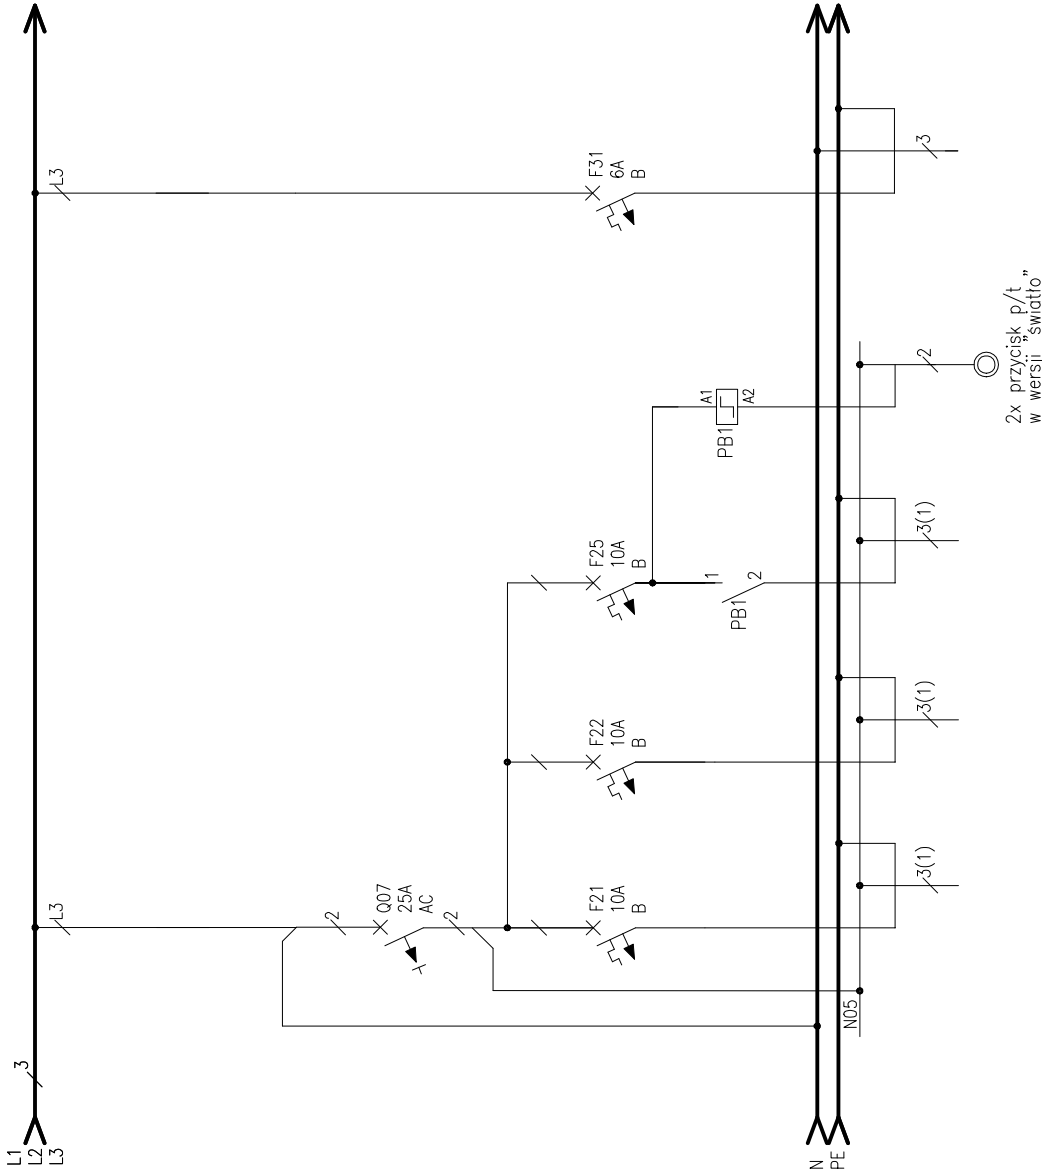 L1
L2
L3
3
N
PE
L3
2
Q07
25A
AC
2
N05
F21
10A
B
3(1)
F22
10A
B
3(1)
F25
10A
B
1
2
PB1
3(1)
A1
A2
PB1
2
2x przycisk p/t
w wersji "światło"
L3
F31
6A
B
3